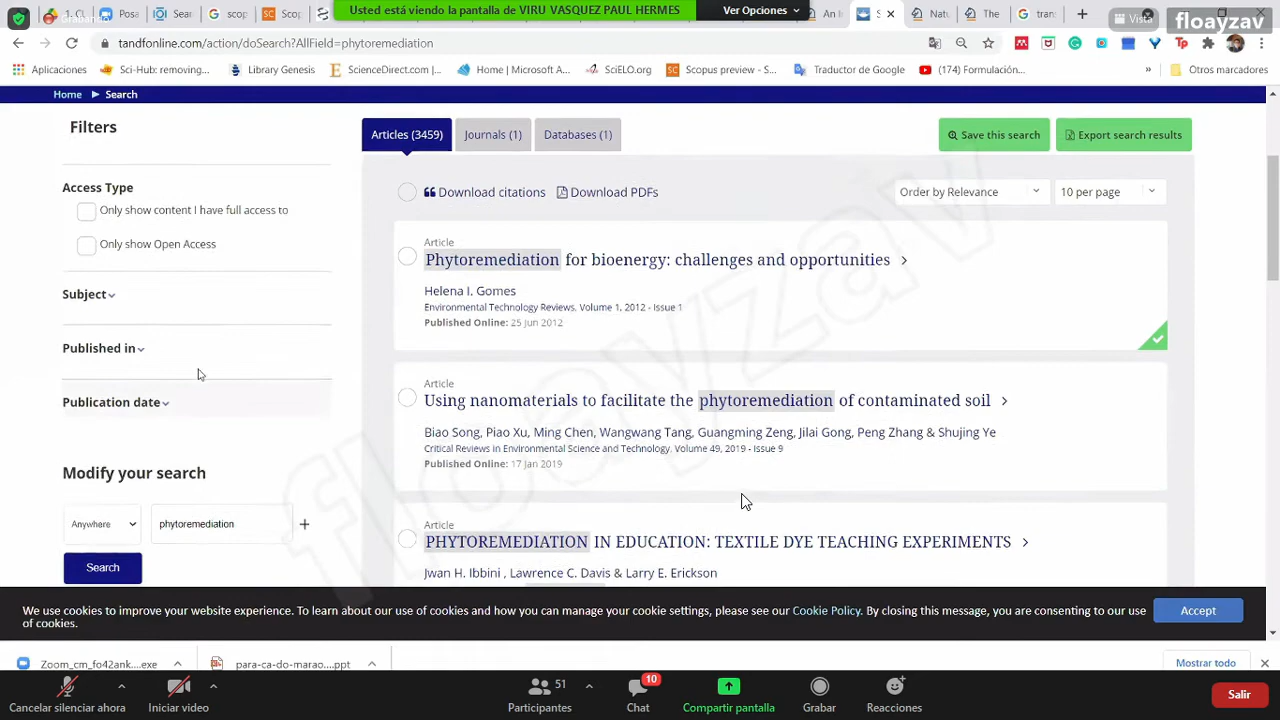 Usted está viendo la pantalla de VIRU VASQUEZ PAUL HERMES
Ver Opciones
Posa
scop
Sco
Natu
The
tran
Vista
floayzav
tandfonline.com/action/doSearch?AllField=phytoremediation
Aplicaciones
Sci-Hub: removing...
Library Genesis
ScienceDirect.com |...
Home | Microsoft A...
SciELO.org
Scopus preview - S...
Traductor de Google
(174) Formulación...
»
Otros marcadores
Home ▶ Search
Filters
Articles (3459)
Journals (1)
Databases (1)
Save this search
Export search results
Access Type
Download citations
Download PDFs
Order by Relevance
10 per page
Only show content I have full access to
Only show Open Access
Article
Phytoremediation for bioenergy: challenges and opportunities
Helena I. Gomes
Environmental Technology Reviews, Volume 1, 2012 - Issue 1
Published Online: 25 Jun 2012
Subject
Published in
Publication date
Article
Using nanomaterials to facilitate the phytoremediation of contaminated soil
Biao Song, Piao Xu, Ming Chen, Wangwang Tang, Guangming Zeng, Jilai Gong, Peng Zhang & Shujing Ye
Critical Reviews in Environmental Science and Technology, Volume 49, 2019 - Issue 9
Published Online: 17 Jan 2019
Modify your search
Anywhere
phytoremediation
+
Search
Article
PHYTOREMEDIATION IN EDUCATION: TEXTILE DYE TEACHING EXPERIMENTS
Jwan H. Ibbini , Lawrence C. Davis & Larry E. Erickson
floayzav
We use cookies to improve your website experience. To learn about our use of cookies and how you can manage your cookie settings, please see our Cookie Policy. By closing this message, you are consenting to our use
of cookies.
Accept
Zoom_cm_fo42ank....exe
para-ca-do-marao....ppt
Mostrar todo
Cancelar silenciar ahora
Iniciar video
51
Participantes
10
Chat
Compartir pantalla
Grabar
Reacciones
Salir